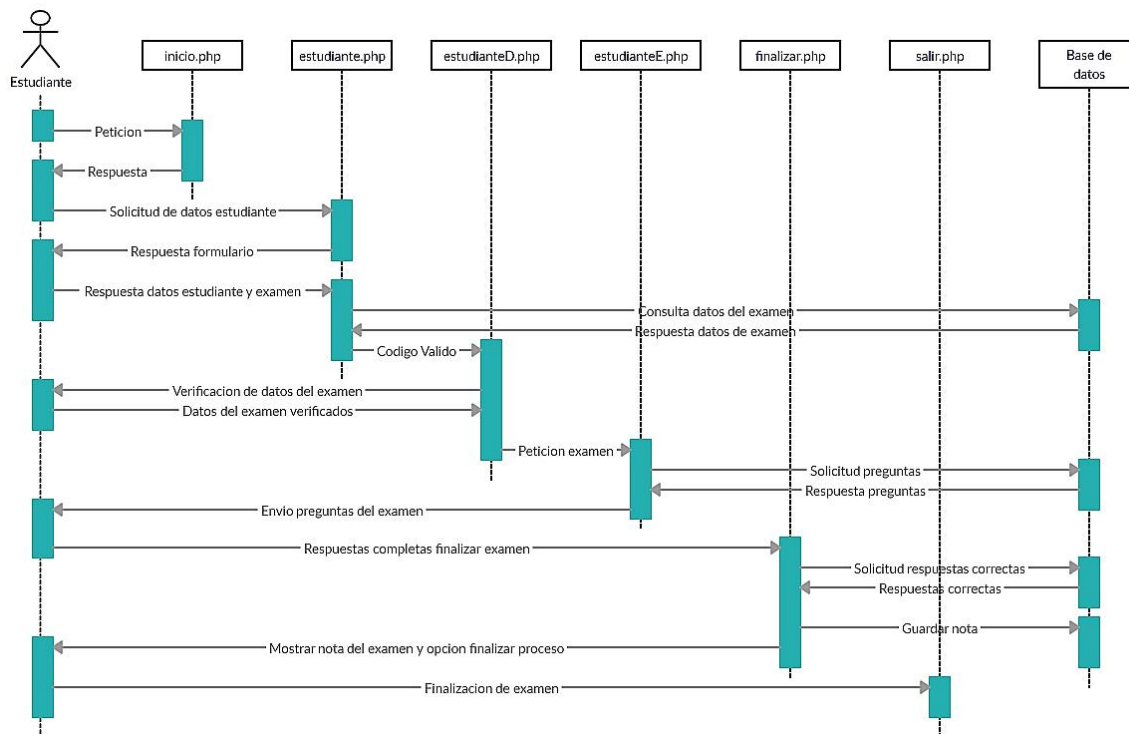 Estudiante
inicio.php
estudiante.php
estudianteD.php
estudianteE.php
finalizar.php
salir.php
Base de
datos
Peticion
Respuesta
Solicitud de datos estudiante
Respuesta formulario
Respuesta datos estudiante y examen
Consulta datos del examen
Respuesta datos de examen
Codigo Valido
Verificacion de datos del examen
Datos del examen verificados
Peticion examen
Solicitud preguntas
Respuesta preguntas
Envio preguntas del examen
Respuestas completas finalizar examen
Solicitud respuestas correctas
Respuestas correctas
Guardar nota
Mostrar nota del examen y opcion finalizar proceso
Finalizacion de examen